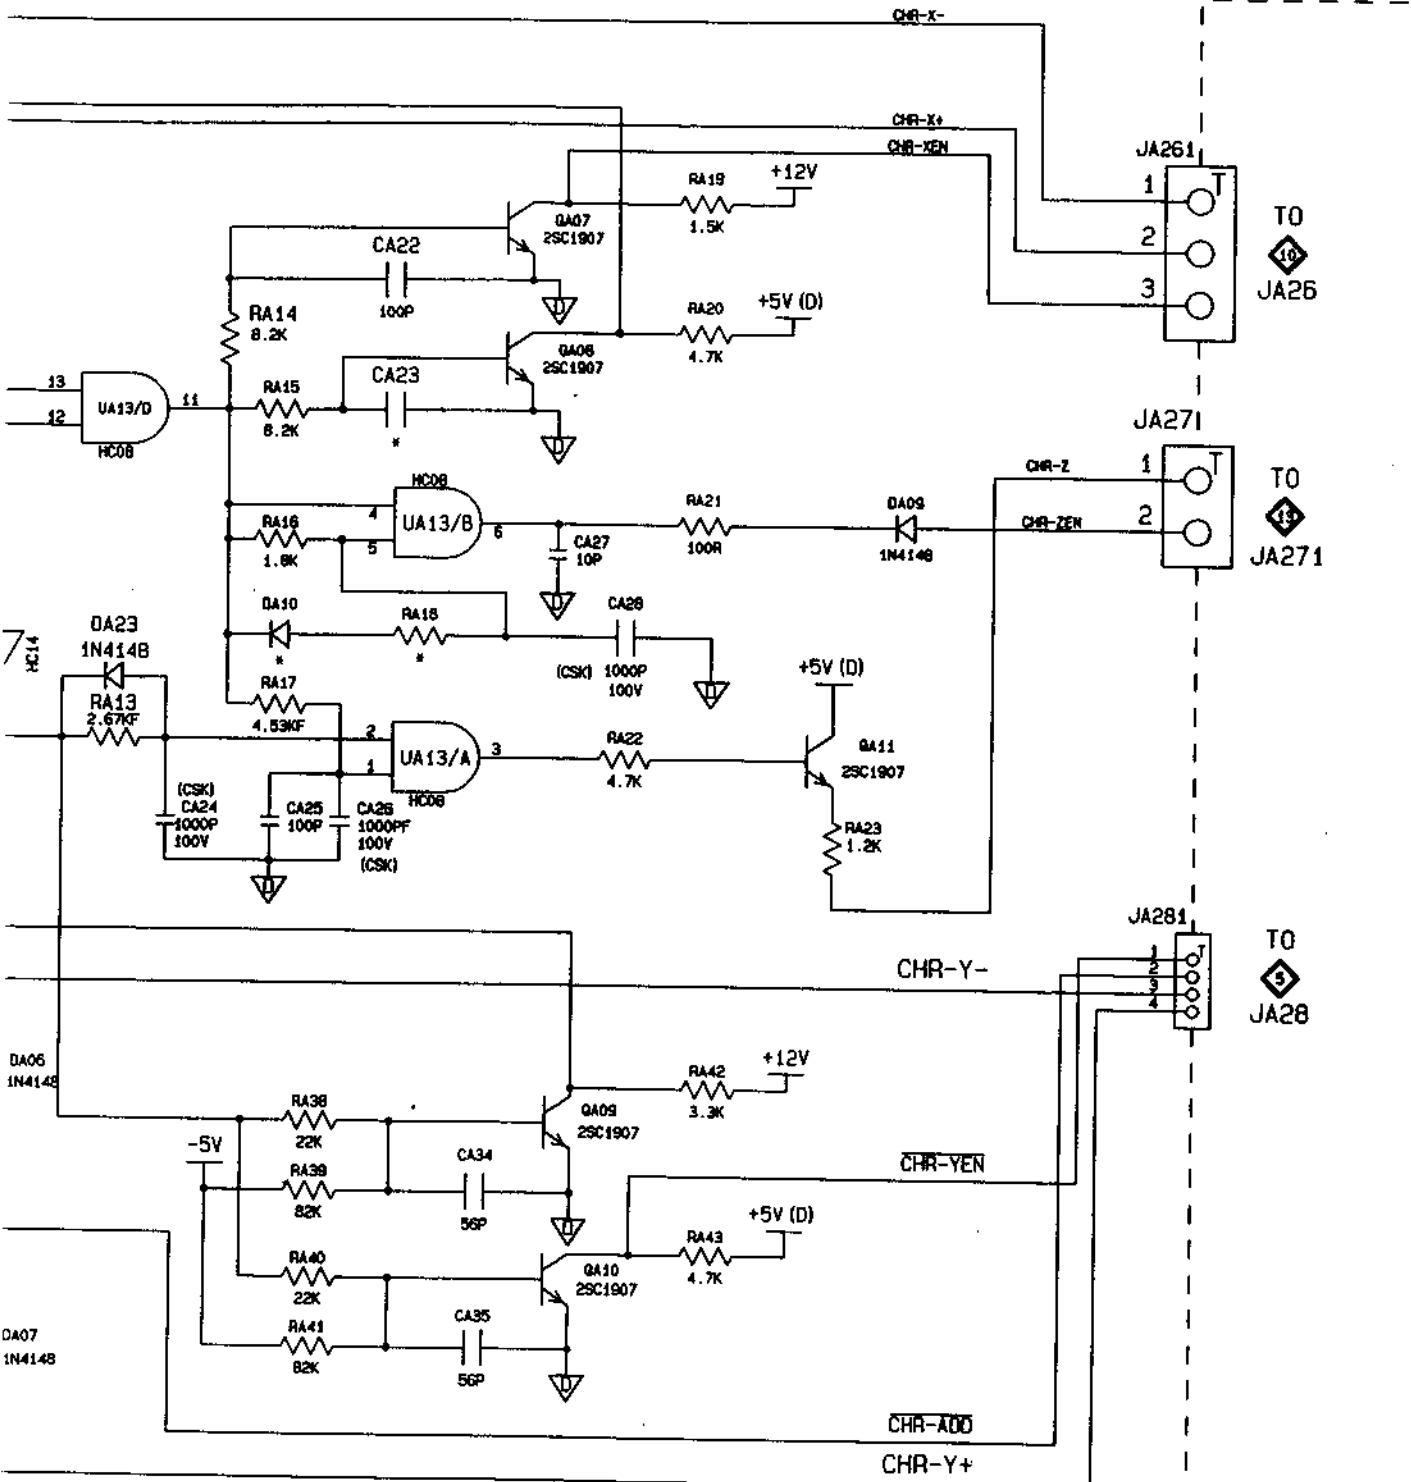 CHR-X-
CHR-X+
CHR-XEN
JA261
1
T
2
3
TO
10
JA26
+12V
RA19
1.5K
QA07
2SC1907
CA22
100P
RA14
8.2K
+5V (D)
RA20
4.7K
QA08
2SC1907
CA23
*
13
12
UA13/D
11
HC08
RA15
8.2K
D
D
JA27
1
T
2
TO
JA271
CHR-Z
CHR-ZEN
HC08
4
UA13/B
6
5
RA16
1.8K
RA21
100R
DA09
1N4148
CA27
10P
D
DA10
*
RA18
*
CA28
(CSK) 1000P
100V
D
HC14
DA23
1N4148
RA13
2.67KF
RA17
4.53KF
2
UA13/A
3
1
HC08
RA22
4.7K
+5V (D)
QA11
2SC1907
RA23
1.2K
(CSK)
CA24
1000P
100V
CA25
100P
CA26
1000PF
100V
(CSK)
D
JA281
1
T
2
3
4
TO
5
JA28
CHR-Y-
DA06
1N4148
-5V
RA38
22K
RA39
82K
QA09
2SC1907
CA34
56P
D
RA42
3.3K
+12V
CHR-YEN
+5V (D)
RA43
4.7K
RA40
22K
RA41
82K
QA10
2SC1907
CA35
56P
D
DA07
1N4148
CHR-ADD
CHR-Y+